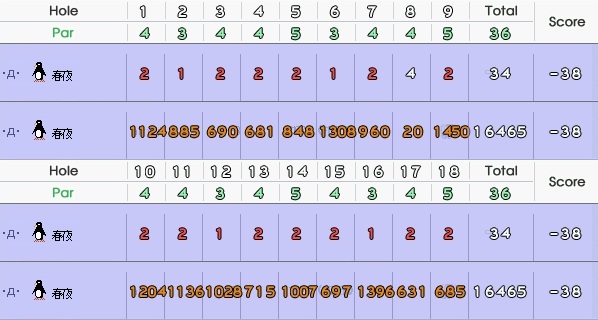 Hole 1 2 3 4 5 6 7 8 9 Total Score
Par 4 3 4 4 5 3 4 4 5 36
·д· 春夜 2 1 2 2 2 1 2 4 2 34 -38
·д· 春夜 1124 885 690 681 848 1308 960 20 1450 16465 -38
Hole 10 11 12 13 14 15 16 17 18 Total Score
Par 4 4 3 4 5 4 3 4 5 36
·д· 春夜 2 2 1 2 2 2 1 2 2 34 -38
·д· 春夜 1204 1136 1028 715 1007 697 1396 631 685 16465 -38